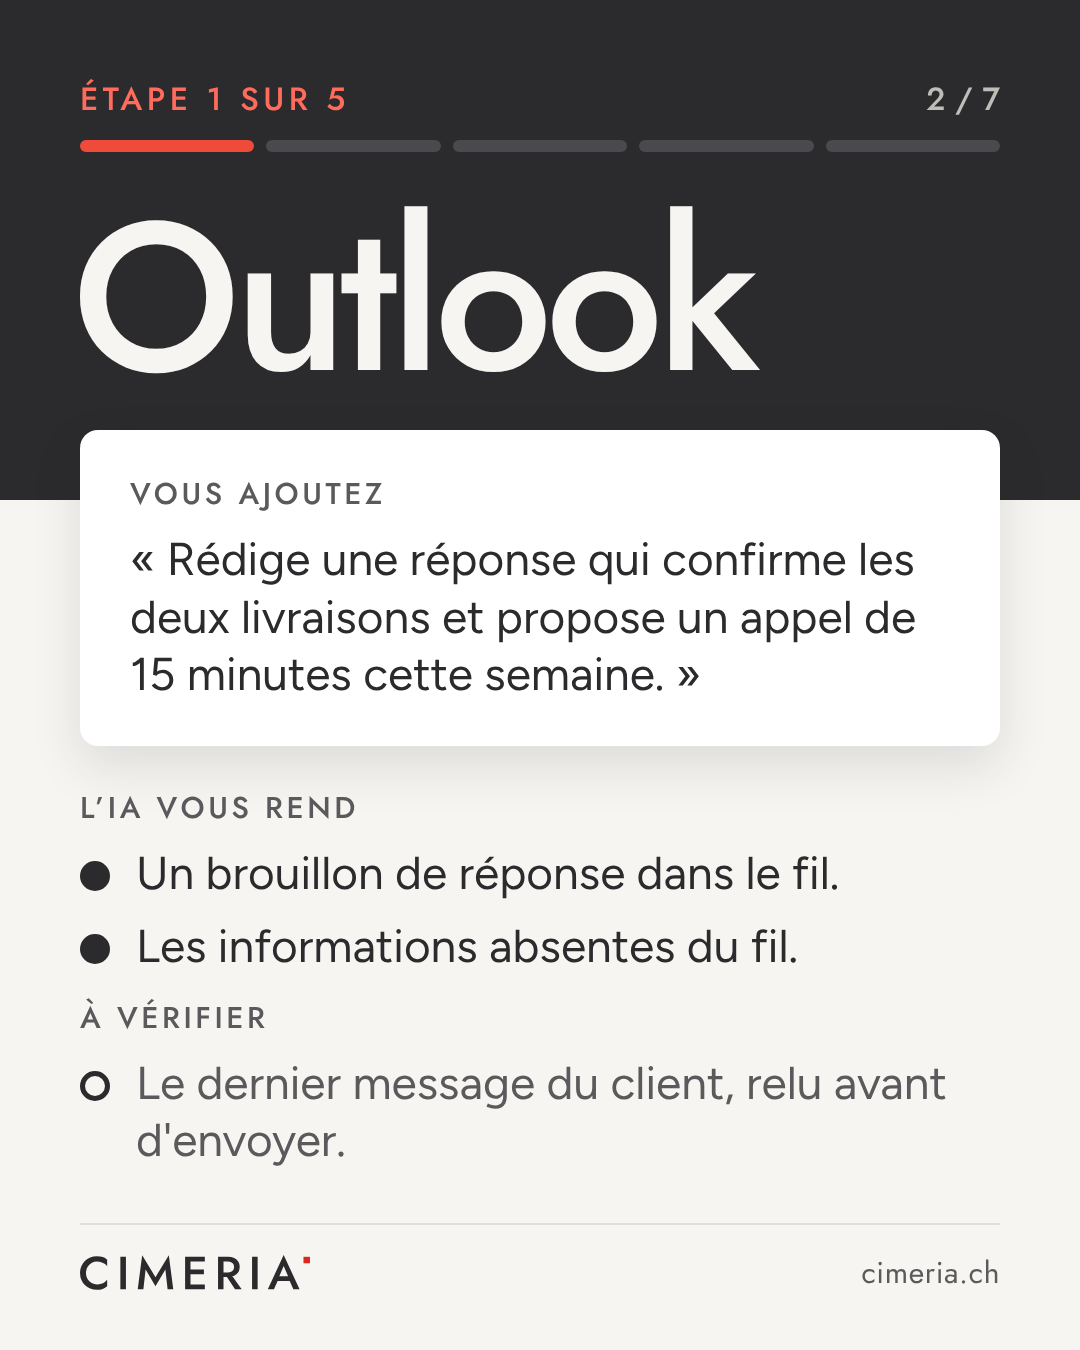 ÉTAPE 1 SUR 5
2 / 7
Outlook
VOUS AJOUTEZ
« Rédige une réponse qui confirme les
deux livraisons et propose un appel de
15 minutes cette semaine. »
L’IA VOUS REND
Un brouillon de réponse dans le fil.
Les informations absentes du fil.
À VÉRIFIER
Le dernier message du client, relu avant
d'envoyer.
CIMERIA
cimeria.ch